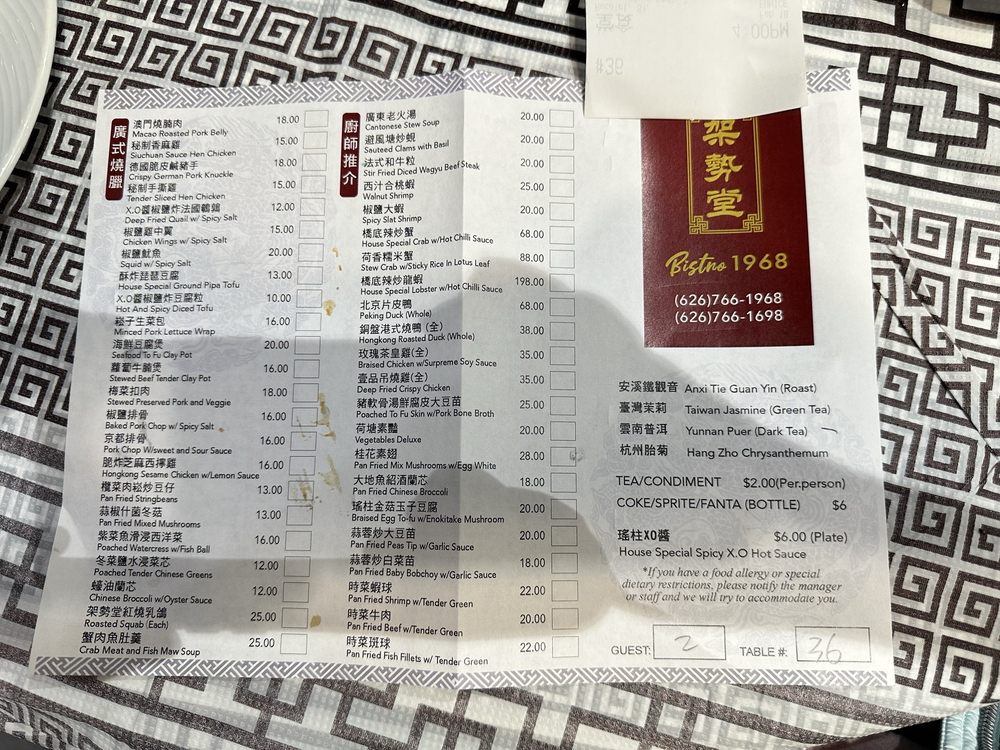 廣式燒臘
澳門燒腩肉 18.00
Macao Roasted Pork Belly
秘制香麻雞 15.00
Siuchuan Sauce Hen Chicken
德國脆皮鹹豬手 18.00
Crispy German Pork Knuckle
秘制手撕雞 15.00
Tender Sliced Hen Chicken
X.O醬椒鹽炸法國鵪鶉 12.00
Deep Fried Quail w/ Spicy Salt
椒鹽雞中翼 15.00
Chicken Wings w/ Spicy Salt
椒鹽魷魚 20.00
Squid w/ Spicy Salt
酥炸琵琶豆腐 13.00
House Special Ground Pipa Tofu
X.O醬椒鹽炸豆腐粒 10.00
Hot And Spicy Diced Tofu
崧子生菜包 16.00
Minced Pork Lettuce Wrap
海鮮豆腐煲 20.00
Seafood To Fu Clay Pot
蘿蔔牛腩煲 16.00
Stewed Beef Tender Clay Pot
梅菜扣肉 18.00
Stewed Preserved Pork and Veggie
椒鹽排骨 16.00
Baked Pork Chop w/ Spicy Salt
京都排骨 16.00
Pork Chop W/sweet and Sour Sauce
脆炸芝麻西檸雞 16.00
Hongkong Sesame Chicken w/Lemon Sauce
欖菜肉崧炒豆仔 13.00
Pan Fried Stringbeans
蒜椒什菌冬菇 13.00
Pan Fried Mixed Mushrooms
紫菜魚滑浸西洋菜 16.00
Poached Watercress w/Fish Ball
冬菜鹽水浸菜芯 12.00
Poached Tender Chinese Greens
蠔油蘭芯 12.00
Chinese Broccoli w/Oyster Sauce
架勢堂紅燒乳鴿 25.00
Roasted Squab (Each)
蟹肉魚肚羹 25.00
Crab Meat and Fish Maw Soup
廚師推介
廣東老火湯 20.00
Cantonese Stew Soup
避風塘炒蜆 20.00
Sauteed Clams with Basil
法式和牛粒 20.00
Stir Fried Diced Wagyu Beef Steak
西汁合桃蝦 25.00
Walnut Shrimp
椒鹽大蝦 20.00
Spicy Slat Shrimp
橋底辣炒蟹 68.00
House Special Crab w/Hot Chilli Sauce
荷香糯米蟹 88.00
Stew Crab w/Sticky Rice In Lotus Leaf
橋底辣炒龍蝦 198.00
House Special Lobster w/Hot Chilli Sauce
北京片皮鴨 68.00
Peking Duck (Whole)
銅盤港式燒鴨 (全) 38.00
Hongkong Roasted Duck (Whole)
玫瑰茶皇雞(全) 35.00
Braised Chicken w/Surpreme Soy Sauce
壹品吊燒雞(全) 35.00
Deep Fried Crispy Chicken
豬軟骨湯鮮腐皮大豆苗 25.00
Poached To Fu Skin w/Pork Bone Broth
荷塘素豔 20.00
Vegetables Deluxe
桂花素翅 28.00
Pan Fried Mix Mushrooms w/Egg White
大地魚紹酒蘭芯 18.00
Pan Fried Chinese Broccoli
瑤柱金菇玉子豆腐 20.00
Braised Egg To-fu w/Enokitake Mushroom
蒜蓉炒大豆苗 20.00
Pan Fried Peas Tip w/Garlic Sauce
蒜蓉炒白菜苗 18.00
Pan Fried Baby Bobchoy w/Garlic Sauce
時菜蝦球 22.00
Pan Fried Shrimp w/Tender Green
時菜牛肉 20.00
Pan Fried Beef w/Tender Green
時菜斑球 22.00
Pan Fried Fish Fillets w/ Tender Green
#36
4:00PM
架勢堂
Bistro 1968
(626)766-1968
(626)766-1698
安溪鐵觀音 Anxi Tie Guan Yin (Roast)
臺灣茉莉 Taiwan Jasmine (Green Tea)
雲南普洱 Yunnan Puer (Dark Tea)
杭州胎菊 Hang Zho Chrysanthemum
TEA/CONDIMENT $2.00(Per.person)
COKE/SPRITE/FANTA (BOTTLE) $6
瑤柱XO醬 $6.00 (Plate)
House Special Spicy X.O Hot Sauce
*If you have a food allergy or special
dietary restrictions, please notify the manager
or staff and we will try to accommodate you.
GUEST: 2 TABLE #: 36